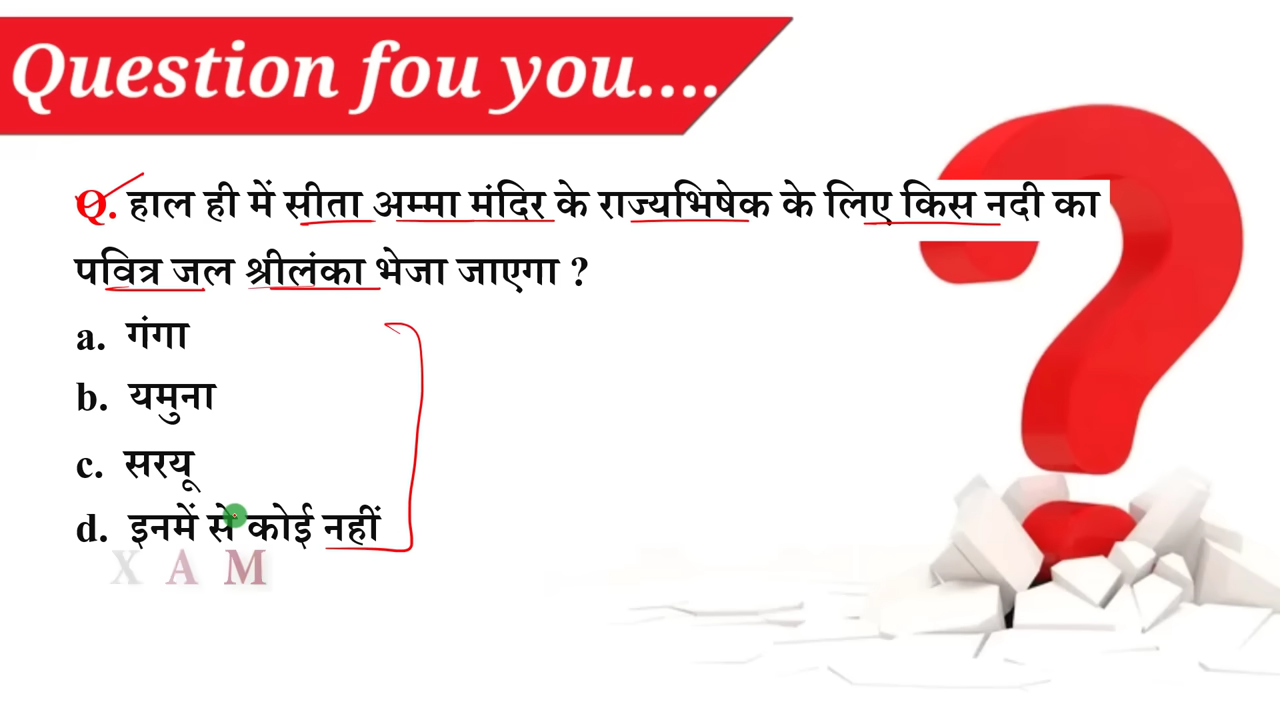 Question fou you....
Q. हाल ही में सीता अम्मा मंदिर के राज्यभिषेक के लिए किस नदी का
पवित्र जल श्रीलंका भेजा जाएगा ?
a. गंगा
b. यमुना
c. सरयू
d. इनमें से कोई नहीं
X A M